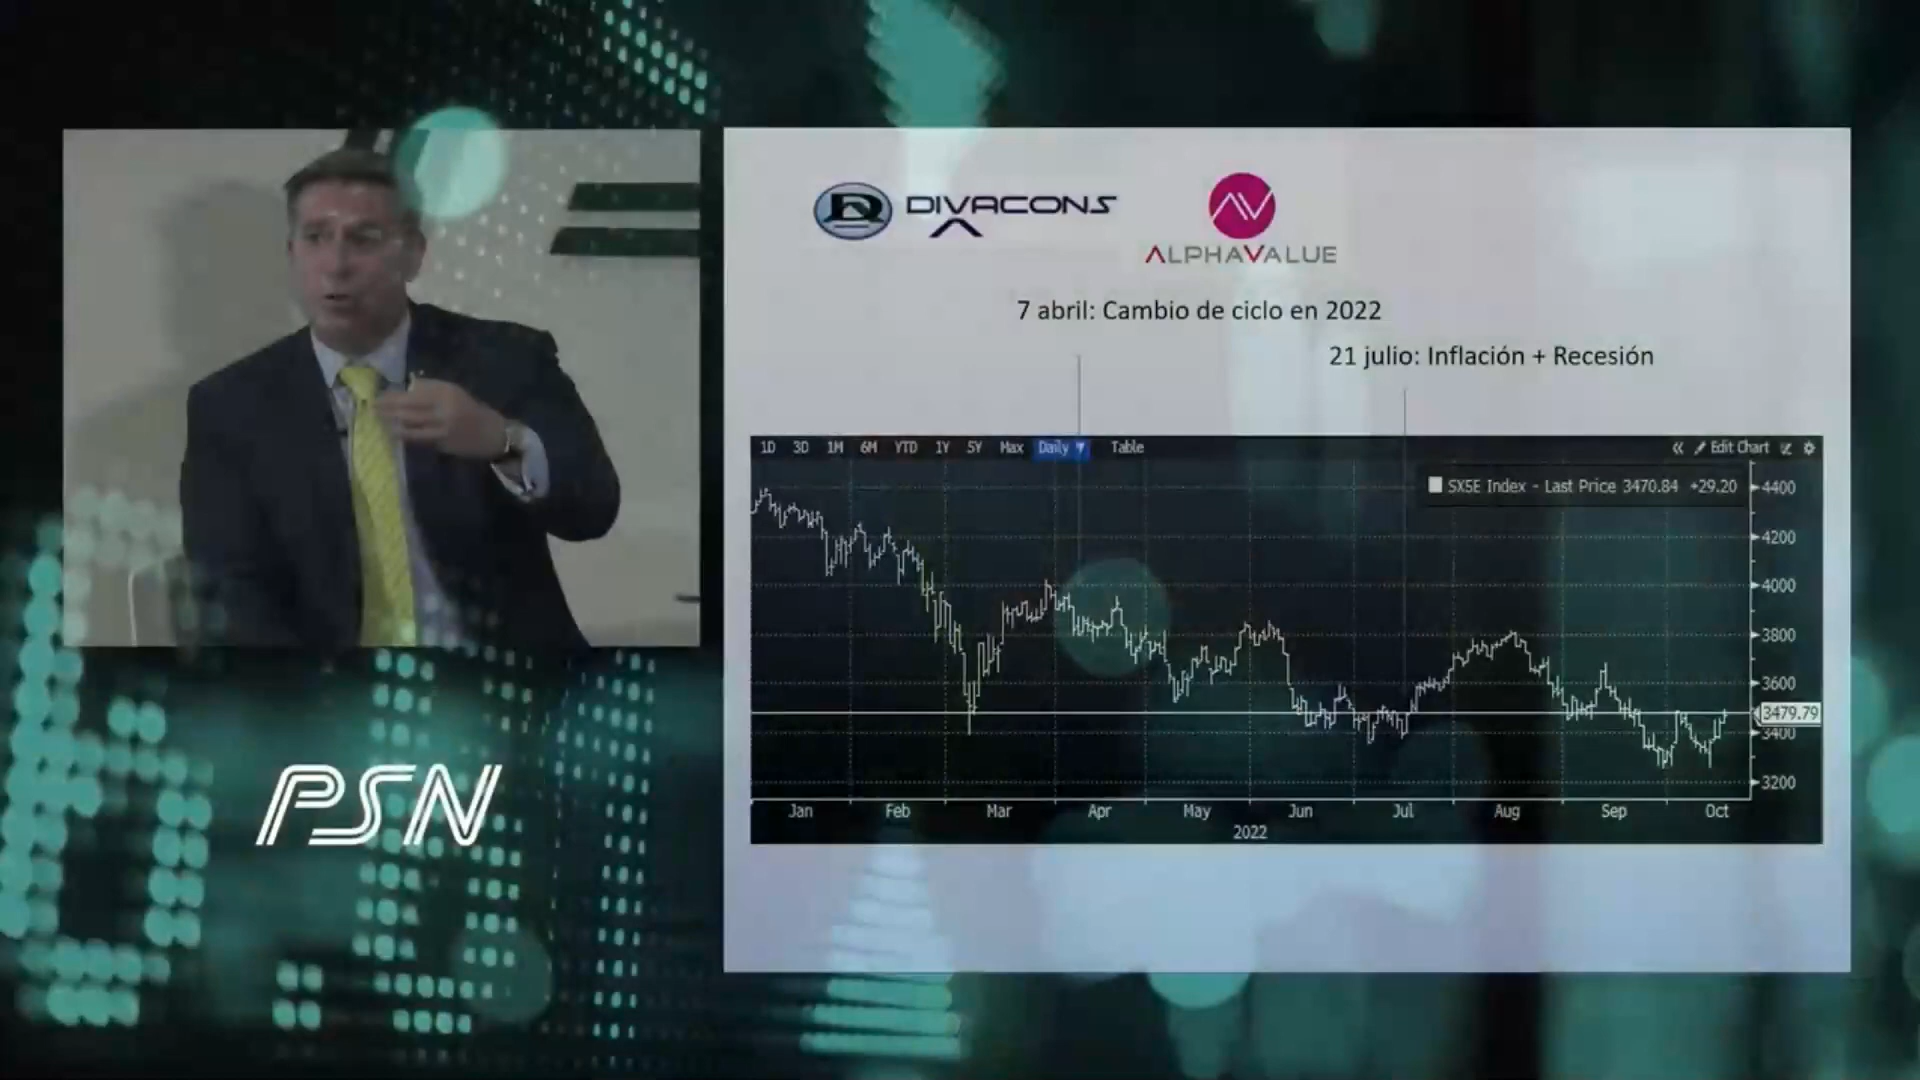 DIVACONS
ALPHAVALUE
7 abril: Cambio de ciclo en 2022
21 julio: Inflación + Recesión
1D 3D 1M 6M YTD 1Y 5Y Max Daily ▼ Table
« Edit Chart
SX5E Index - Last Price 3470.84 +29.20
4400
4200
4000
3800
3600
3479.79
3400
3200
Jan Feb Mar Apr May Jun Jul Aug Sep Oct
2022
PSN